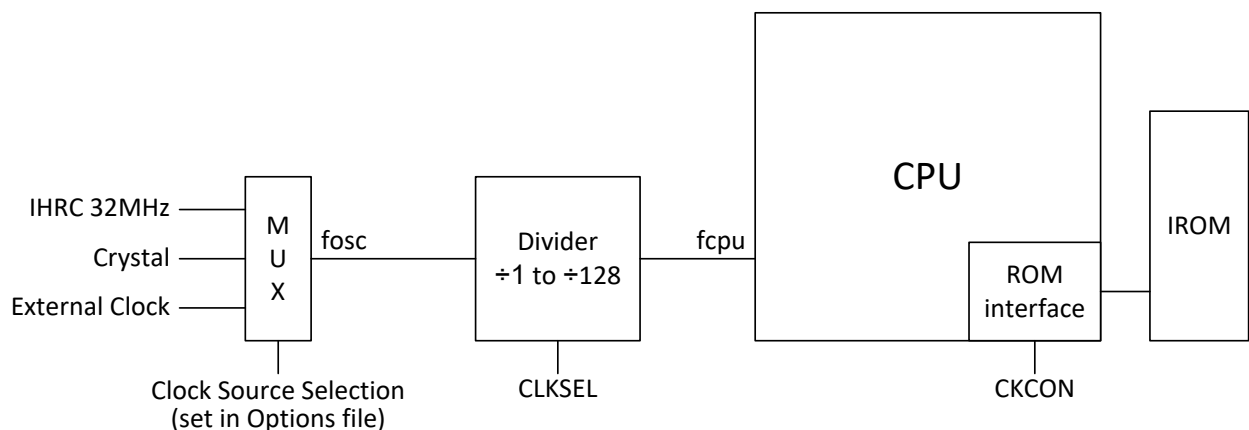 CPU
IROM
IHRC 32MHz
Crystal
External Clock
M
U
X
fosc
Divider
÷1 to ÷128
fcpu
ROM
interface
Clock Source Selection
(set in Options file)
CLKSEL
CKCON